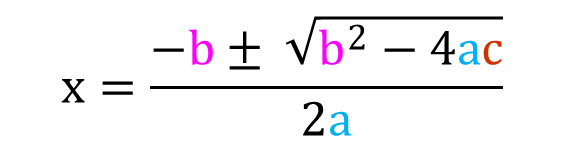 x = (−b ± √(b² − 4ac)) / 2a